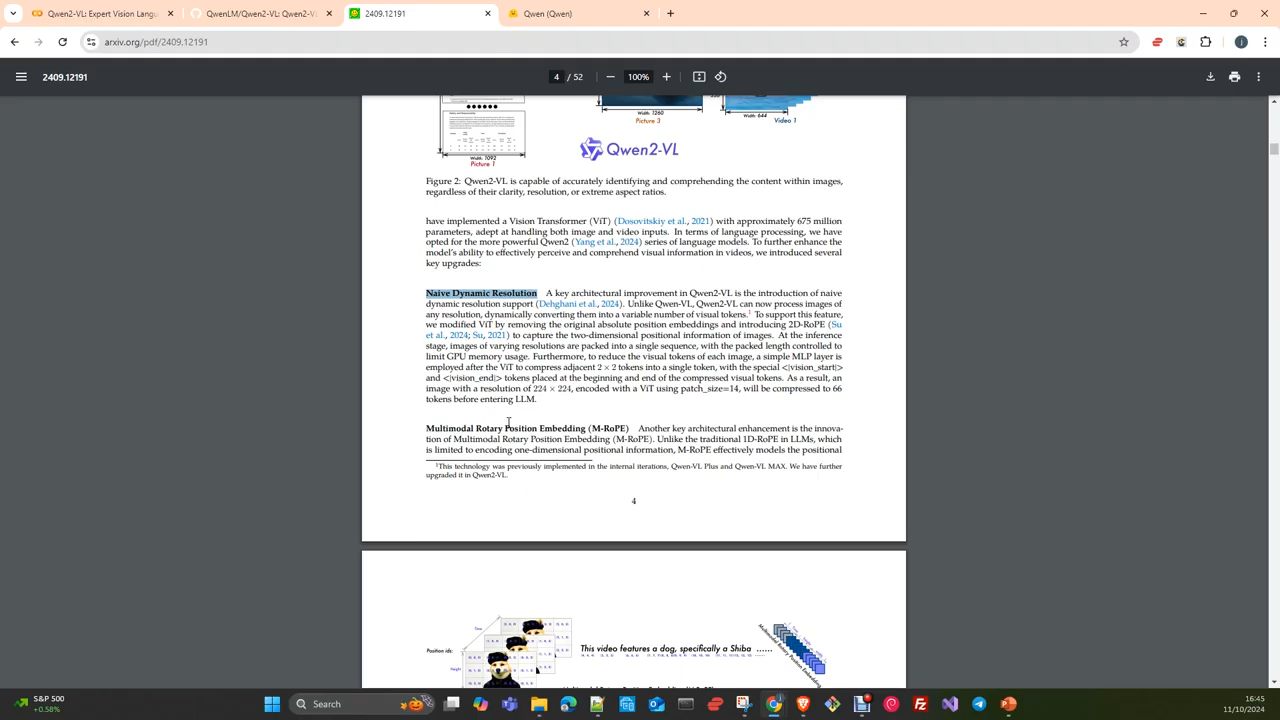 Qwen2-VL: Expert Vision Langu
QwenLM/Qwen2-VL: Qwen2-V
2409.12191
Qwen (Qwen)
arxiv.org/pdf/2409.12191
2409.12191
4 / 52
100%
Width: 1260
Picture 3
Width: 644
Video 1
Width: 1092
Picture 1
Qwen2-VL
Figure 2: Qwen2-VL is capable of accurately identifying and comprehending the content within images,
regardless of their clarity, resolution, or extreme aspect ratios.
have implemented a Vision Transformer (ViT) (Dosovitskiy et al., 2021) with approximately 675 million
parameters, adept at handling both image and video inputs. In terms of language processing, we have
opted for the more powerful Qwen2 (Yang et al., 2024) series of language models. To further enhance the
model's ability to effectively perceive and comprehend visual information in videos, we introduced several
key upgrades:
Naive Dynamic Resolution A key architectural improvement in Qwen2-VL is the introduction of naive
dynamic resolution support (Dehghani et al., 2024). Unlike Qwen-VL, Qwen2-VL can now process images of
any resolution, dynamically converting them into a variable number of visual tokens.1 To support this feature,
we modified ViT by removing the original absolute position embeddings and introducing 2D-RoPE (Su
et al., 2024; Su, 2021) to capture the two-dimensional positional information of images. At the inference
stage, images of varying resolutions are packed into a single sequence, with the packed length controlled to
limit GPU memory usage. Furthermore, to reduce the visual tokens of each image, a simple MLP layer is
employed after the ViT to compress adjacent 2 × 2 tokens into a single token, with the special <|vision_start|>
and <|vision_end|> tokens placed at the beginning and end of the compressed visual tokens. As a result, an
image with a resolution of 224 × 224, encoded with a ViT using patch_size=14, will be compressed to 66
tokens before entering LLM.
Multimodal Rotary Position Embedding (M-RoPE) Another key architectural enhancement is the innova-
tion of Multimodal Rotary Position Embedding (M-RoPE). Unlike the traditional 1D-RoPE in LLMs, which
is limited to encoding one-dimensional positional information, M-RoPE effectively models the positional
1This technology was previously implemented in the internal iterations, Qwen-VL Plus and Qwen-VL MAX. We have further
upgraded it in Qwen2-VL.
4
Time
Position ids:
Height
This video features a dog, specifically a Shiba ......
S&P 500
+0.58%
Search
16:45
11/10/2024